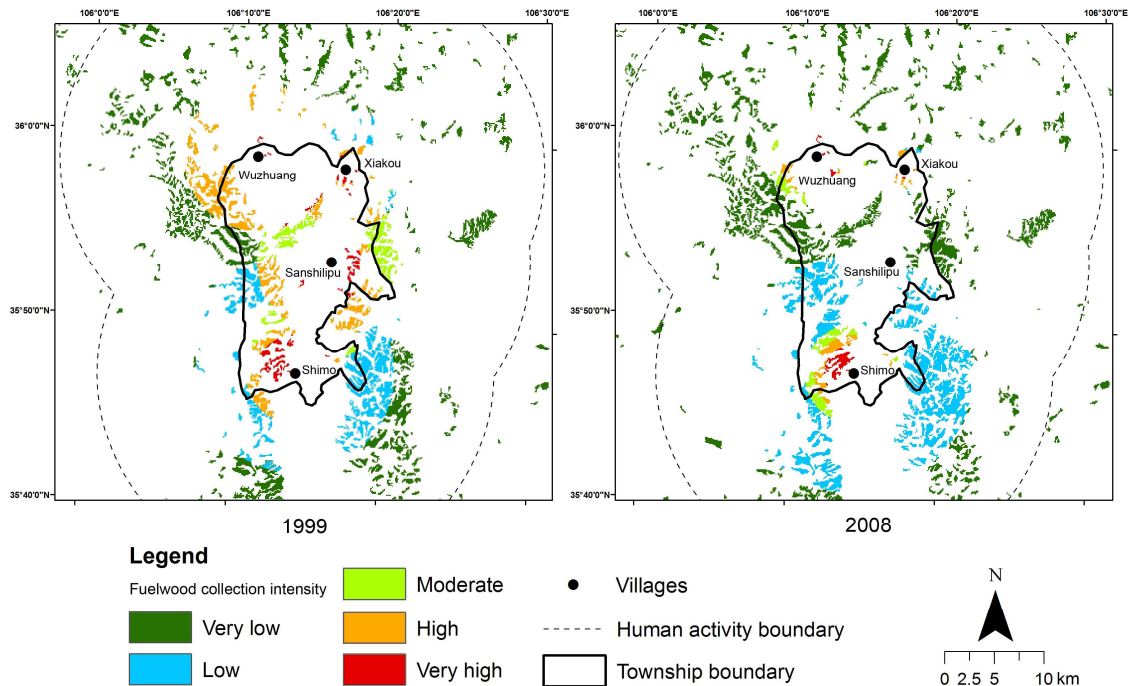 106°0'0"E 106°10'0"E 106°20'0"E 106°30'0"E 106°0'0"E 106°10'0"E 106°20'0"E 106°30'0"E
36°0'0"N 36°0'0"N
Xiakou Xiakou
Wuzhuang Wuzhuang
Sanshilipu Sanshilipu
35°50'0"N 35°50'0"N
Shimo Shimo
35°40'0"N 35°40'0"N
1999 2008
Legend
Fuelwood collection intensity
Very low
Low
Moderate
High
Very high
Villages
Human activity boundary
Township boundary
N
0 2.5 5 10 km